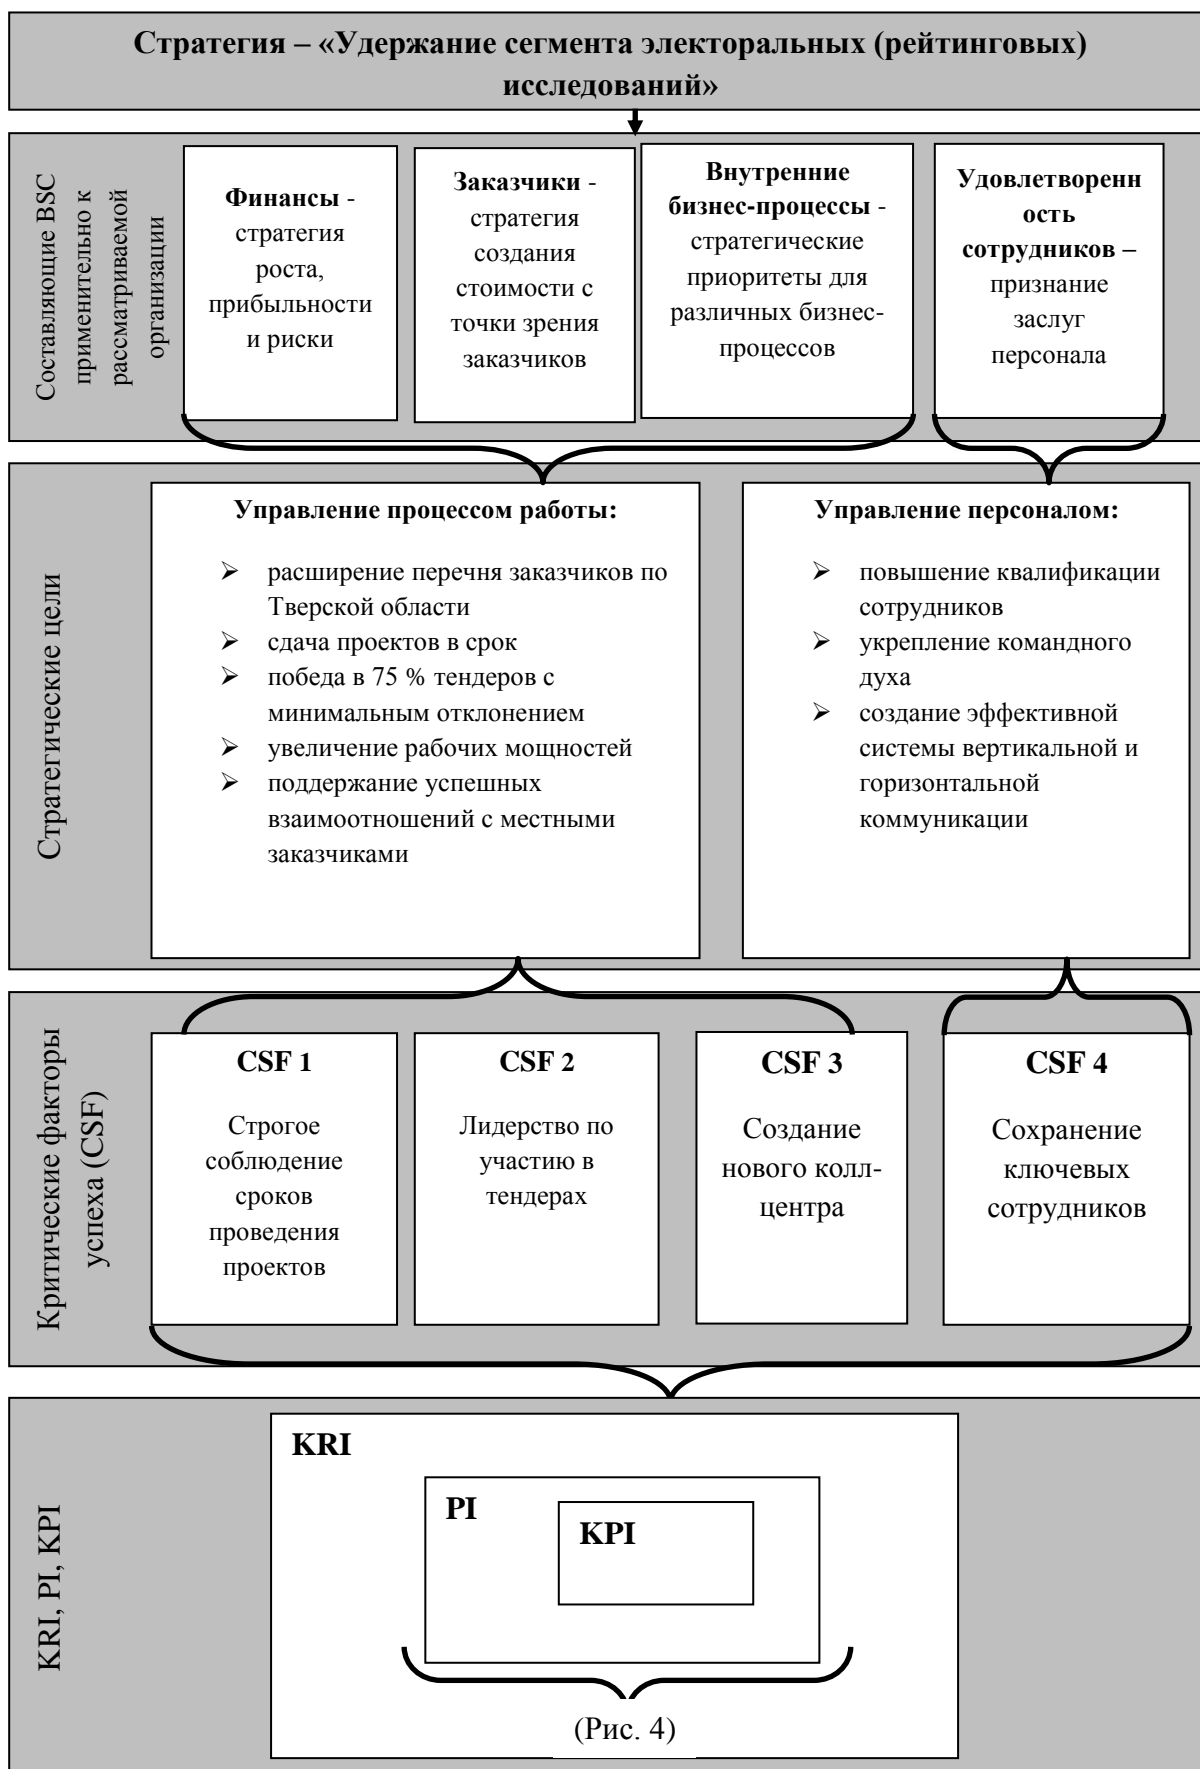 Стратегия – «Удержание сегмента электоральных (рейтинговых)
исследований»
Составляющие BSC
применительно к
рассматриваемой
организации
Финансы -
стратегия
роста,
прибыльности
и риски
Заказчики -
стратегия
создания
стоимости с
точки зрения
заказчиков
Внутренние
бизнес-процессы -
стратегические
приоритеты для
различных бизнес-
процессов
Удовлетворенн
ость
сотрудников –
признание
заслуг
персонала
Стратегические цели
Управление процессом работы:
➢ расширение перечня заказчиков по
Тверской области
➢ сдача проектов в срок
➢ победа в 75 % тендеров с
минимальным отклонением
➢ увеличение рабочих мощностей
➢ поддержание успешных
взаимоотношений с местными
заказчиками
Управление персоналом:
➢ повышение квалификации
сотрудников
➢ укрепление командного
духа
➢ создание эффективной
системы вертикальной и
горизонтальной
коммуникации
Критические факторы
успеха (CSF)
CSF 1
Строгое
соблюдение
сроков
проведения
проектов
CSF 2
Лидерство по
участию в
тендерах
CSF 3
Создание
нового колл-
центра
CSF 4
Сохранение
ключевых
сотрудников
KRI, PI, KPI
KRI
PI
KPI
(Рис. 4)